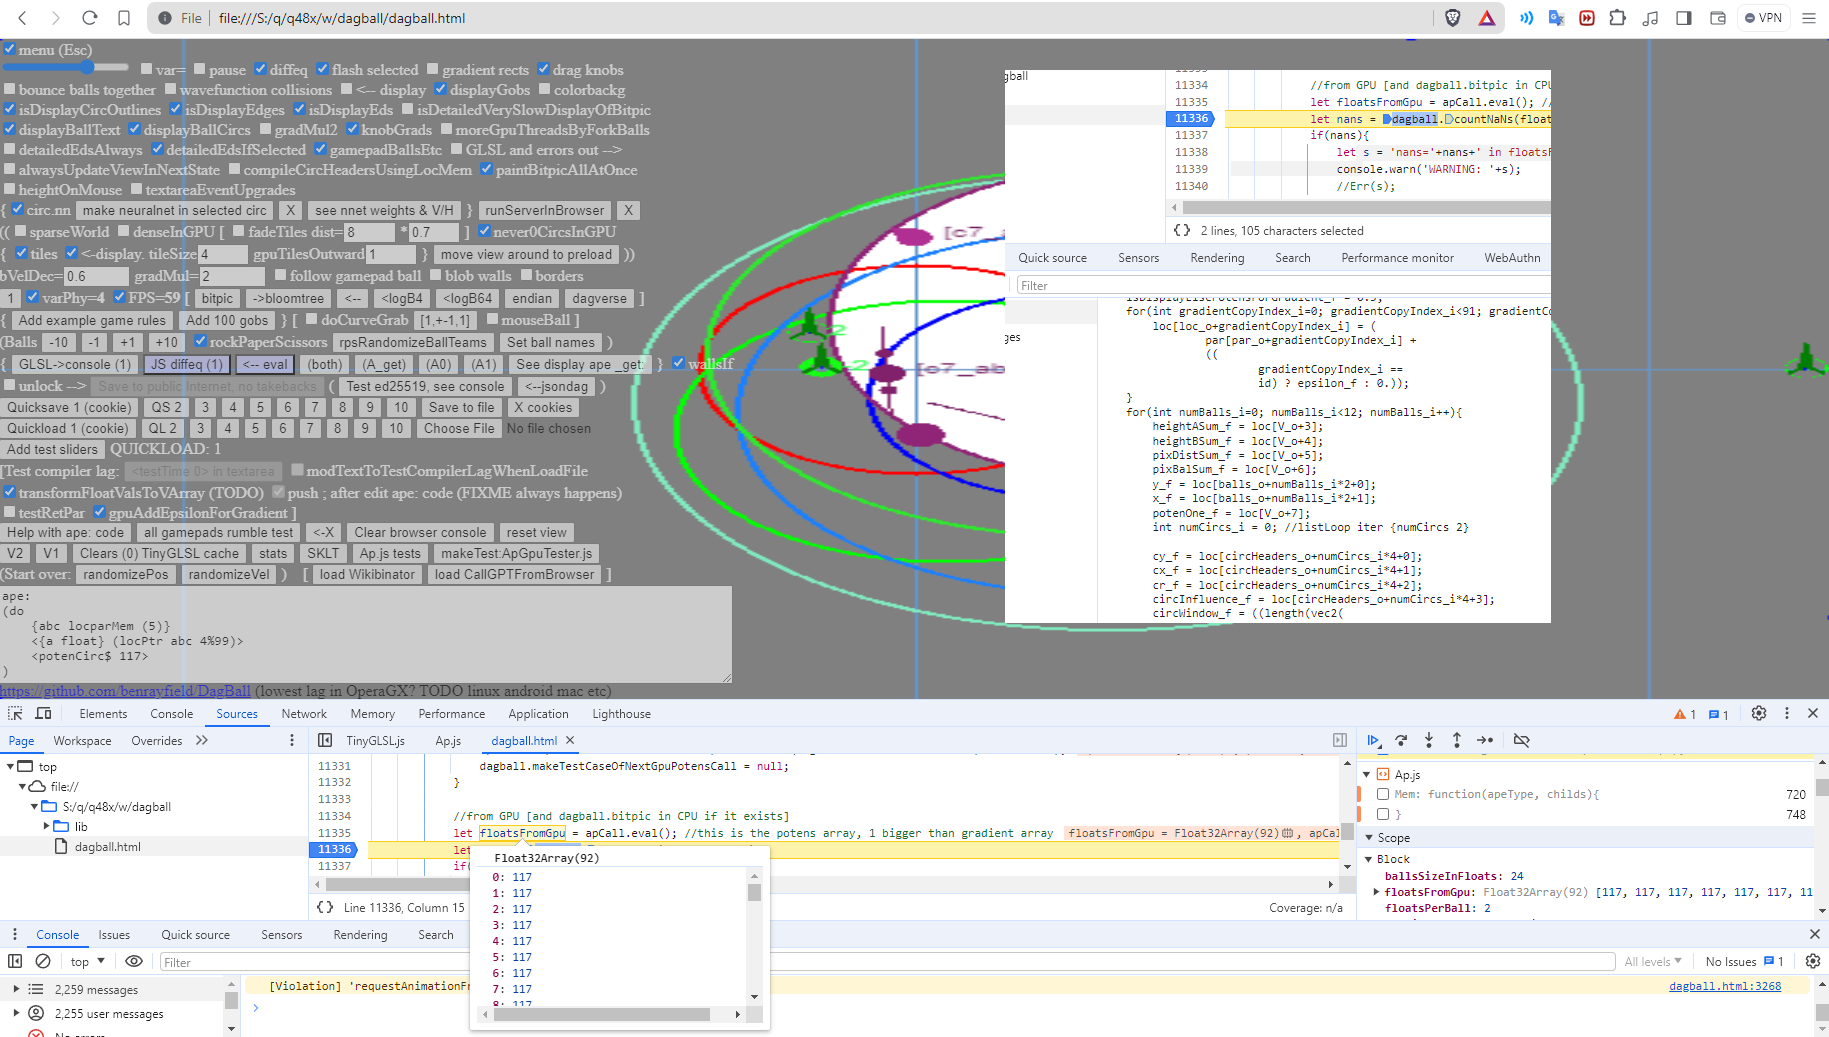 File file:///S:/q/q48x/w/dagball/dagball.html VPN
menu (Esc)
var= pause diffeq flash selected gradient rects drag knobs
bounce balls together wavefunction collisions <-- display displayGobs colorbackg
isDisplayCircOutlines isDisplayEdges isDisplayEds isDetailedVerySlowDisplayOfBitpic
displayBallText displayBallCircs gradMul2 knobGrads moreGpuThreadsByForkBalls
detailedEdsAlways detailedEdsIfSelected gamepadBallsEtc GLSL and errors out -->
alwaysUpdateViewInNextState compileCircHeadersUsingLocMem paintBitpicAllAtOnce
heightOnMouse textareaEventUpgrades
{ circ.nn make neuralnet in selected circ X see nnet weights & V/H } runServerInBrowser X
(( sparseWorld denseInGPU [ fadeTiles dist= 8 * 0.7 ] never0CircsInGPU
{ tiles <-display. tileSize 4 gpuTilesOutward 1 } move view around to preload ))
bVelDec= 0.6 gradMul= 2 follow gamepad ball blob walls borders
1 varPhy=4 FPS=59 [ bitpic ->bloomtree <-- <logB4 <logB64 endian dagverse ]
{ Add example game rules Add 100 gobs } [ doCurveGrab [1,+-1,1] mouseBall ]
(Balls -10 -1 +1 +10 rockPaperScissors rpsRandomizeBallTeams Set ball names )
{ GLSL->console (1) JS diffeq (1) <-- eval (both) (A_get) (A0) (A1) See display ape _get. } wallsIf
unlock --> Save to public Internet, no takebacks ( Test ed25519, see console <--jsondag )
Quicksave 1 (cookie) QS 2 3 4 5 6 7 8 9 10 Save to file X cookies
Quickload 1 (cookie) QL 2 3 4 5 6 7 8 9 10 Choose File No file chosen
Add test sliders QUICKLOAD: 1
[Test compiler lag: <testTime 0> in textarea modTextToTestCompilerLagWhenLoadFile
transformFloatValsToVArray (TODO) push ; after edit ape: code (FIXME always happens)
testRetPar gpuAddEpsilonForGradient ]
Help with ape: code all gamepads rumble test <-X Clear browser console reset view
V2 V1 Clears (0) TinyGLSL cache stats SKLT Ap.js tests makeTest:ApGpuTester.js
(Start over: randomizePos randomizeVel ) [ load Wikibinator load CallGPTFromBrowser ]
ape:
(do
{abc locparMem (5)}
<{a float} (locPtr abc 4%99)>
<potenCirc$ 117>
)
https://github.com/benrayfield/DagBall (lowest lag in OperaGX? TODO linux android mac etc)
11334 //from GPU [and dagball.bitpic in CPU
11335 let floatsFromGpu = apCall.eval(); /
11336 let nans = dagball.countNaNs(float
11337 if(nans){
11338 let s = 'nans='+nans+' in floatsF
11339 console.warn('WARNING: '+s);
11340 //Err(s);
{} 2 lines, 105 characters selected
Quick source Sensors Rendering Search Performance monitor WebAuthn
Filter
for(int gradientCopyIndex_i=0; gradientCopyIndex_i<91; gradientC
loc[loc_o+gradientCopyIndex_i] = (
par[par_o+gradientCopyIndex_i] +
((
gradientCopyIndex_i ==
id) ? epsilon_f : 0.));
}
for(int numBalls_i=0; numBalls_i<12; numBalls_i++){
heightASum_f = loc[V_o+3];
heightBSum_f = loc[V_o+4];
pixDistSum_f = loc[V_o+5];
pixBalSum_f = loc[V_o+6];
y_f = loc[balls_o+numBalls_i*2+0];
x_f = loc[balls_o+numBalls_i*2+1];
potenOne_f = loc[V_o+7];
int numCircs_i = 0; //listLoop iter {numCircs 2}
cy_f = loc[circHeaders_o+numCircs_i*4+0];
cx_f = loc[circHeaders_o+numCircs_i*4+1];
cr_f = loc[circHeaders_o+numCircs_i*4+2];
circInfluence_f = loc[circHeaders_o+numCircs_i*4+3];
circWindow_f = ((length(vec2(
Elements Console Sources Network Memory Performance Application Lighthouse 1 1
Page Workspace Overrides TinyGLSL.js Ap.js dagball.html
top
file://
S:/q/q48x/w/dagball
lib
dagball.html
11331 dagball.makeTestCaseOfNextGpuPotensCall = null;
11332 }
11333
11334 //from GPU [and dagball.bitpic in CPU if it exists]
11335 let floatsFromGpu = apCall.eval(); //this is the potens array, 1 bigger than gradient array floatsFromGpu = Float32Array(92), apCal
11336 let
11337 if(
{} Line 11336, Column 15 Coverage: n/a
Float32Array(92)
0: 117
1: 117
2: 117
3: 117
4: 117
5: 117
6: 117
7: 117
8: 117
Ap.js
Mem: function(apeType, childs){ 720
} 748
Scope
Block
ballsSizeInFloats: 24
floatsFromGpu: Float32Array(92) [117, 117, 117, 117, 117, 117, 11
floatsPerBall: 2
Console Issues Quick source Sensors Rendering Search
top Filter All levels No Issues 1
2,259 messages
2,255 user messages
No errors
[Violation] 'requestAnimationFr
dagball.html:3268